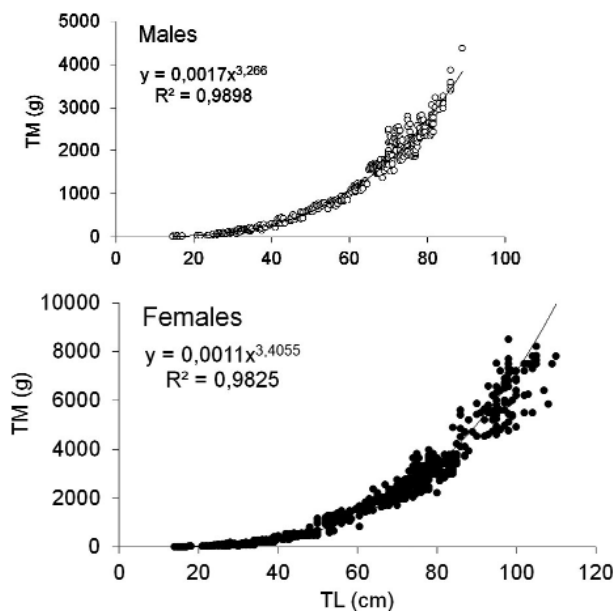 Males
y = 0,0017x3,266
R² = 0,9898
TM (g)
5000
4000
3000
2000
1000
0
0 20 40 60 80 100
Females
y = 0,0011x3,4055
R² = 0,9825
TM (g)
10000
8000
6000
4000
2000
0
0 20 40 60 80 100 120
TL (cm)